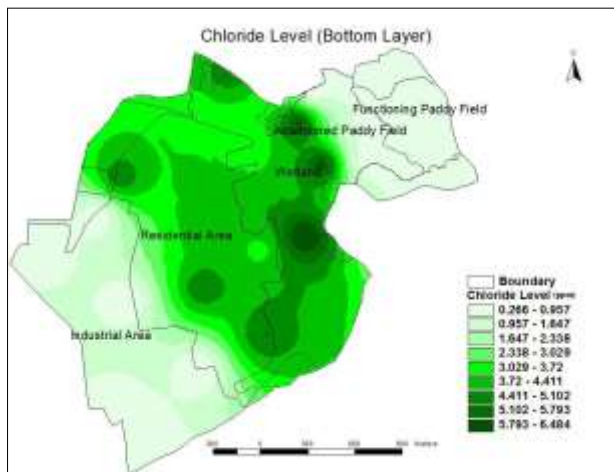 Chloride Level (Bottom Layer)
Functioning Paddy Field
Paddy Field
Wetland
Residential Area
Industrial Area
Boundary
Chloride Level
0.266 - 0.957
0.957 - 1.647
1.647 - 2.338
2.338 - 3.029
3.029 - 3.72
3.72 - 4.411
4.411 - 5.102
5.102 - 5.793
5.793 - 6.484
0